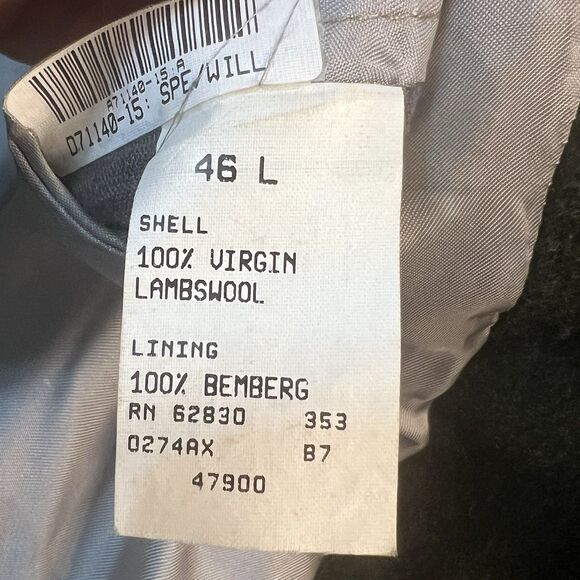 A71140-15 A
D71140-15: SPE/WILL
46 L
SHELL
100% VIRGIN
LAMBSWOOL
LINING
100% BEMBERG
RN 62830 353
0274AX B7
47900